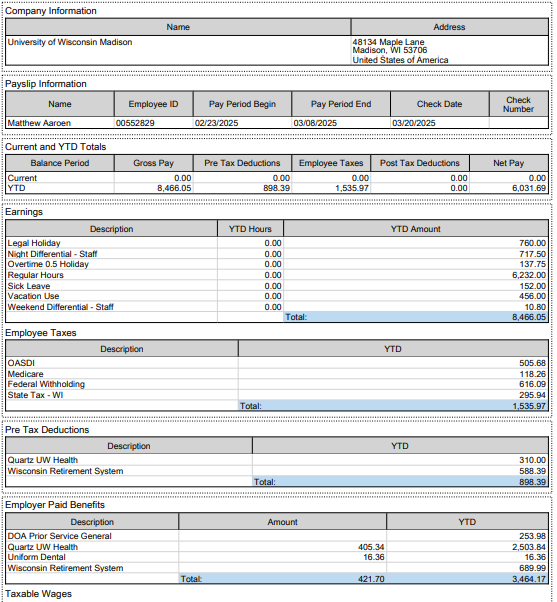 Company Information
Name Address
University of Wisconsin Madison 48134 Maple Lane
Madison, WI 53706
United States of America
Payslip Information
Name Employee ID Pay Period Begin Pay Period End Check Date Check Number
Matthew Aaroen 00552829 02/23/2025 03/08/2025 03/20/2025
Current and YTD Totals
Balance Period Gross Pay Pre Tax Deductions Employee Taxes Post Tax Deductions Net Pay
Current 0.00 0.00 0.00 0.00 0.00
YTD 8,466.05 898.39 1,535.97 0.00 6,031.69
Earnings
Description YTD Hours YTD Amount
Legal Holiday 0.00 760.00
Night Differential - Staff 0.00 717.50
Overtime 0.5 Holiday 0.00 137.75
Regular Hours 0.00 6,232.00
Sick Leave 0.00 152.00
Vacation Use 0.00 456.00
Weekend Differential - Staff 0.00 10.80
Total: 8,466.05
Employee Taxes
Description YTD
OASDI 505.68
Medicare 118.26
Federal Withholding 616.09
State Tax - WI 295.94
Total: 1,535.97
Pre Tax Deductions
Description YTD
Quartz UW Health 310.00
Wisconsin Retirement System 588.39
Total: 898.39
Employer Paid Benefits
Description Amount YTD
DOA Prior Service General 253.98
Quartz UW Health 405.34 2,503.84
Uniform Dental 16.36 16.36
Wisconsin Retirement System 689.99
Total: 421.70 3,464.17
Taxable Wages